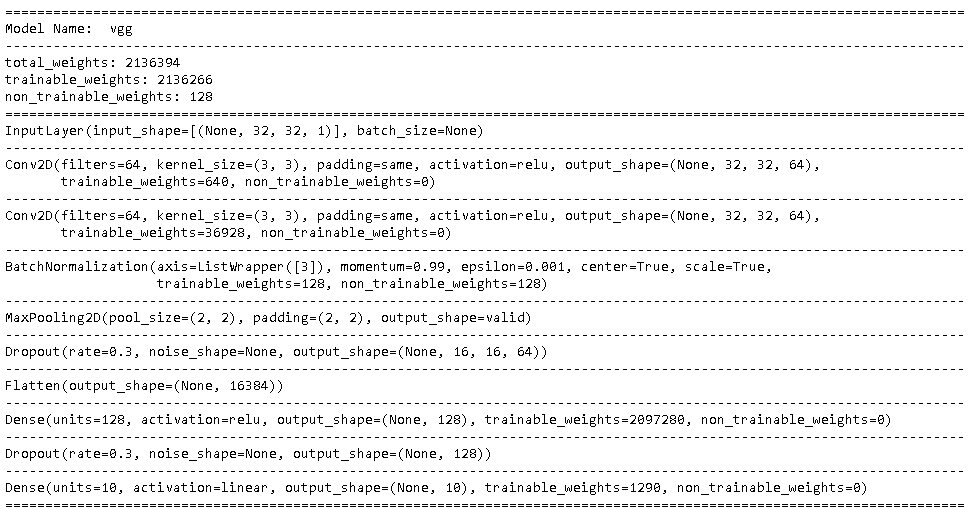 Model Name:  vgg
total_weights: 2136394
trainable_weights: 2136266
non_trainable_weights: 128
InputLayer(input_shape=[(None, 32, 32, 1)], batch_size=None)
Conv2D(filters=64, kernel_size=(3, 3), padding=same, activation=relu, output_shape=(None, 32, 32, 64),
trainable_weights=640, non_trainable_weights=0)
Conv2D(filters=64, kernel_size=(3, 3), padding=same, activation=relu, output_shape=(None, 32, 32, 64),
trainable_weights=36928, non_trainable_weights=0)
BatchNormalization(axis=ListWrapper([3]), momentum=0.99, epsilon=0.001, center=True, scale=True,
trainable_weights=128, non_trainable_weights=128)
MaxPooling2D(pool_size=(2, 2), padding=(2, 2), output_shape=valid)
Dropout(rate=0.3, noise_shape=None, output_shape=(None, 16, 16, 64))
Flatten(output_shape=(None, 16384))
Dense(units=128, activation=relu, output_shape=(None, 128), trainable_weights=2097280, non_trainable_weights=0)
Dropout(rate=0.3, noise_shape=None, output_shape=(None, 128))
Dense(units=10, activation=linear, output_shape=(None, 10), trainable_weights=1290, non_trainable_weights=0)